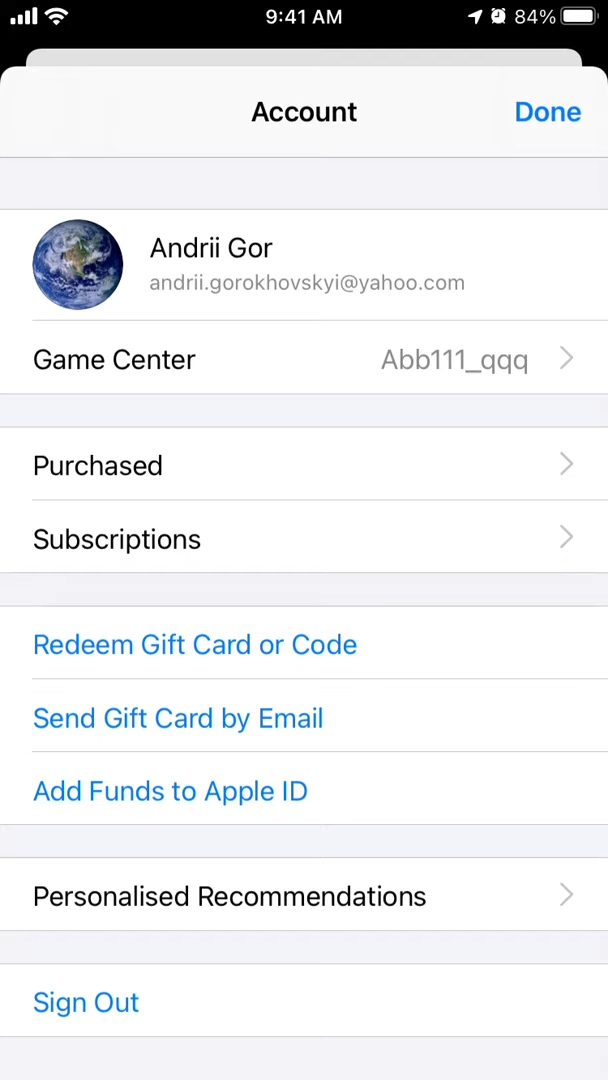 9:41 AM
84%
Account
Done
Andrii Gor
andrii.gorokhovskyi@yahoo.com
Game Center
Abb111_qqq
Purchased
Subscriptions
Redeem Gift Card or Code
Send Gift Card by Email
Add Funds to Apple ID
Personalised Recommendations
Sign Out